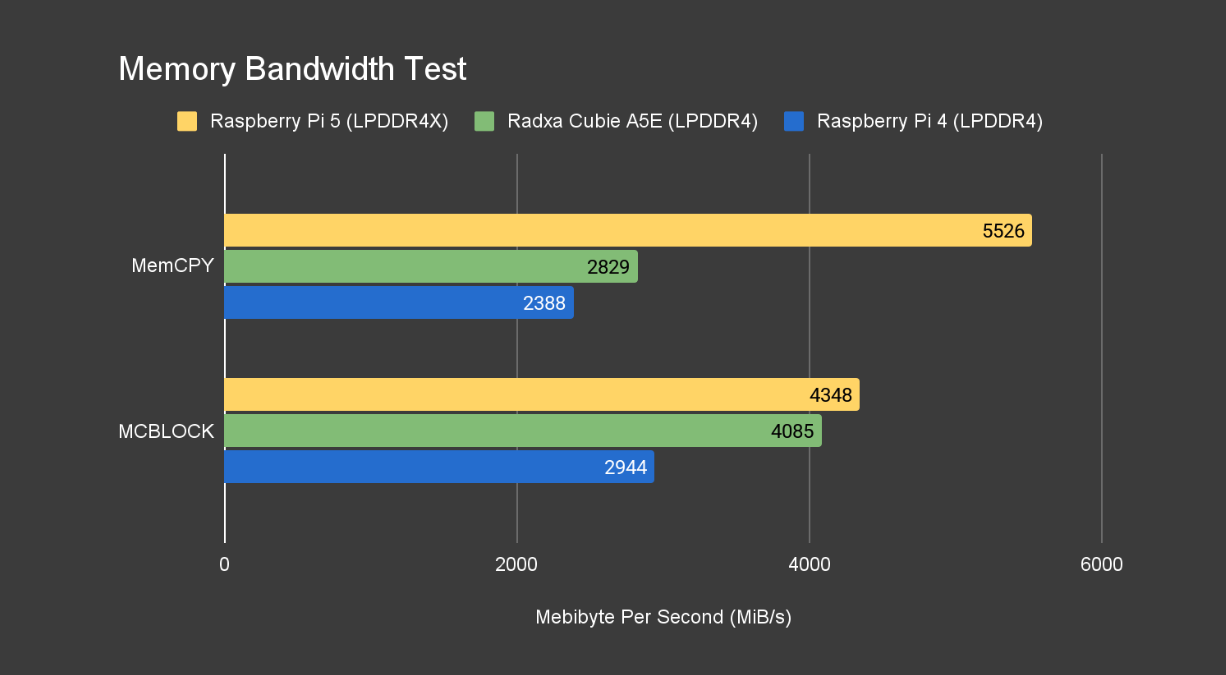 Memory Bandwidth Test
Raspberry Pi 5 (LPDDR4X) Radxa Cubie A5E (LPDDR4) Raspberry Pi 4 (LPDDR4)
5526
MemCPY 2829
2388
4348
MCBLOCK 4085
2944
0 2000 4000 6000
Mebibyte Per Second (MiB/s)